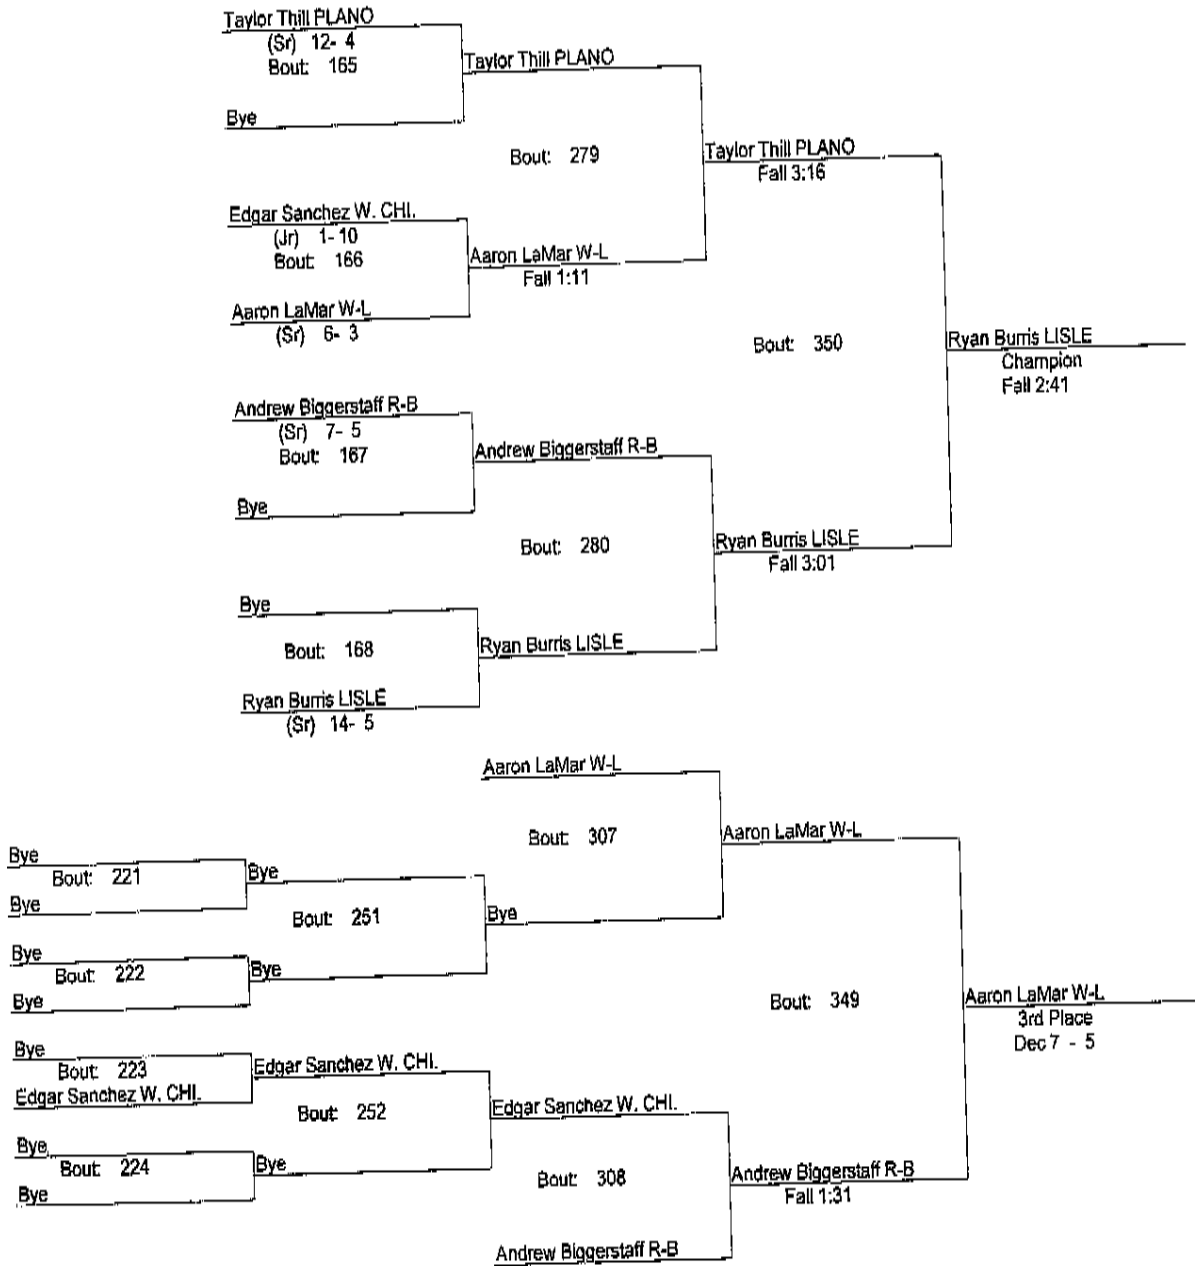 Taylor Thill PLANO
(Sr) 12- 4
Bout: 165
Taylor Thill PLANO
Bye
Bout: 279
Taylor Thill PLANO
Fall 3:16
Edgar Sanchez W. CHI.
(Jr) 1- 10
Bout: 166
Aaron LaMar W-L
Fall 1:11
Aaron LaMar W-L
(Sr) 6- 3
Bout: 350
Ryan Burris LISLE
Champion
Fall 2:41
Andrew Biggerstaff R-B
(Sr) 7- 5
Bout: 167
Andrew Biggerstaff R-B
Bye
Bout: 280
Ryan Burris LISLE
Fall 3:01
Bye
Bout: 168
Ryan Burris LISLE
Ryan Burris LISLE
(Sr) 14- 5
Aaron LaMar W-L
Bout: 307
Aaron LaMar W-L
Bye
Bout: 221
Bye
Bye
Bout: 251
Bye
Bye
Bout: 222
Bye
Bye
Bout: 349
Aaron LaMar W-L
3rd Place
Dec 7 - 5
Bye
Bout: 223
Edgar Sanchez W. CHI.
Edgar Sanchez W. CHI.
Bout: 252
Edgar Sanchez W. CHI.
Bye
Bout: 224
Bye
Bye
Bout: 308
Andrew Biggerstaff R-B
Fall 1:31
Andrew Biggerstaff R-B